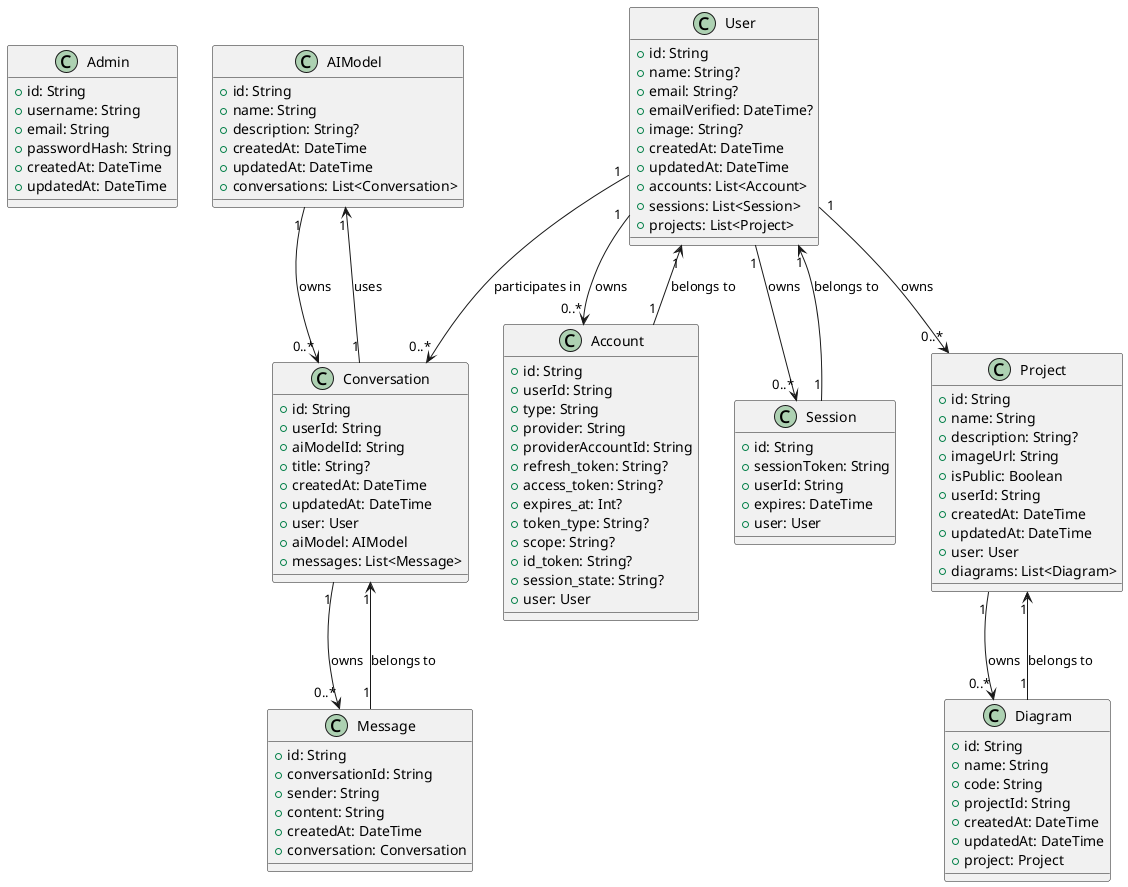 C User
+ id: String
+ name: String?
+ email: String?
+ emailVerified: DateTime?
+ image: String?
+ createdAt: DateTime
+ updatedAt: DateTime
+ accounts: List<Account>
+ sessions: List<Session>
+ projects: List<Project>
C Admin
+ id: String
+ username: String
+ email: String
+ passwordHash: String
+ createdAt: DateTime
+ updatedAt: DateTime
C AIModel
+ id: String
+ name: String
+ description: String?
+ createdAt: DateTime
+ updatedAt: DateTime
+ conversations: List<Conversation>
1
owns
0..*
1
uses
1
1
participates in
0..*
1
owns
0..*
1
belongs to
1
1
owns
0..*
1
belongs to
1
1
owns
0..*
C Conversation
+ id: String
+ userId: String
+ aiModelId: String
+ title: String?
+ createdAt: DateTime
+ updatedAt: DateTime
+ user: User
+ aiModel: AIModel
+ messages: List<Message>
C Account
+ id: String
+ userId: String
+ type: String
+ provider: String
+ providerAccountId: String
+ refresh_token: String?
+ access_token: String?
+ expires_at: Int?
+ token_type: String?
+ scope: String?
+ id_token: String?
+ session_state: String?
+ user: User
C Session
+ id: String
+ sessionToken: String
+ userId: String
+ expires: DateTime
+ user: User
C Project
+ id: String
+ name: String
+ description: String?
+ imageUrl: String
+ isPublic: Boolean
+ userId: String
+ createdAt: DateTime
+ updatedAt: DateTime
+ user: User
+ diagrams: List<Diagram>
1
owns
0..*
1
belongs to
1
1
owns
0..*
1
belongs to
1
C Message
+ id: String
+ conversationId: String
+ sender: String
+ content: String
+ createdAt: DateTime
+ conversation: Conversation
C Diagram
+ id: String
+ name: String
+ code: String
+ projectId: String
+ createdAt: DateTime
+ updatedAt: DateTime
+ project: Project